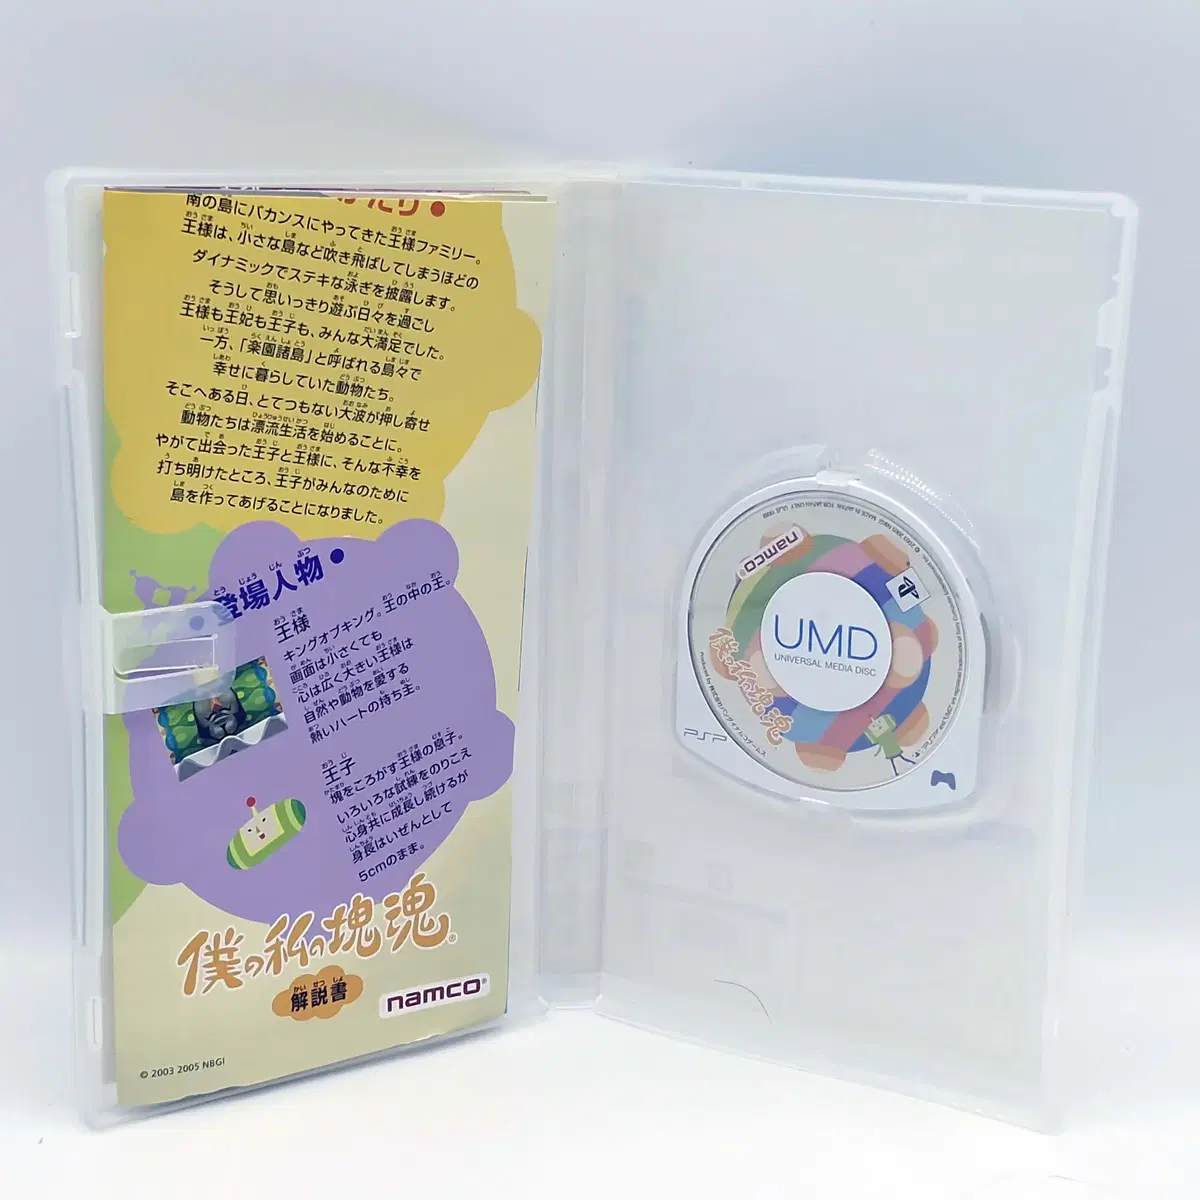 南の島にバカンスにやってきた王様ファミリー。
王様は、小さな島など吹き飛ばしてしまうほどの
ダイナミックでステキな泳ぎを披露します。
そうして思いっきり遊ぶ日々を過ごし
王様も王妃も王子も、みんな大満足でした。
一方、「楽園諸島」と呼ばれる島々で
幸せに暮らしていた動物たち。
そこへある日、とてつもない大波が押し寄せ
動物たちは漂流生活を始めることに。
やがて出会った王子と王様に、そんな不幸を
打ち明けたところ、王子がみんなのために
島を作ってあげることになりました。
登場人物
王様
キングオブキング。王の中の王。
画面は小さくても
心は広く大きい王様は
自然や動物を愛する
熱いハートの持ち主。
王子
塊をころがす王様の息子。
いろいろな試練をのりこえ
心身共に成長し続けるが
身長はいぜんとして
5cmのまま。
僕の私の塊魂®
解説書
namco®
© 2003 2005 NBGI
namco®
UMD
UNIVERSAL MEDIA DISC
僕の私の塊魂
PSP